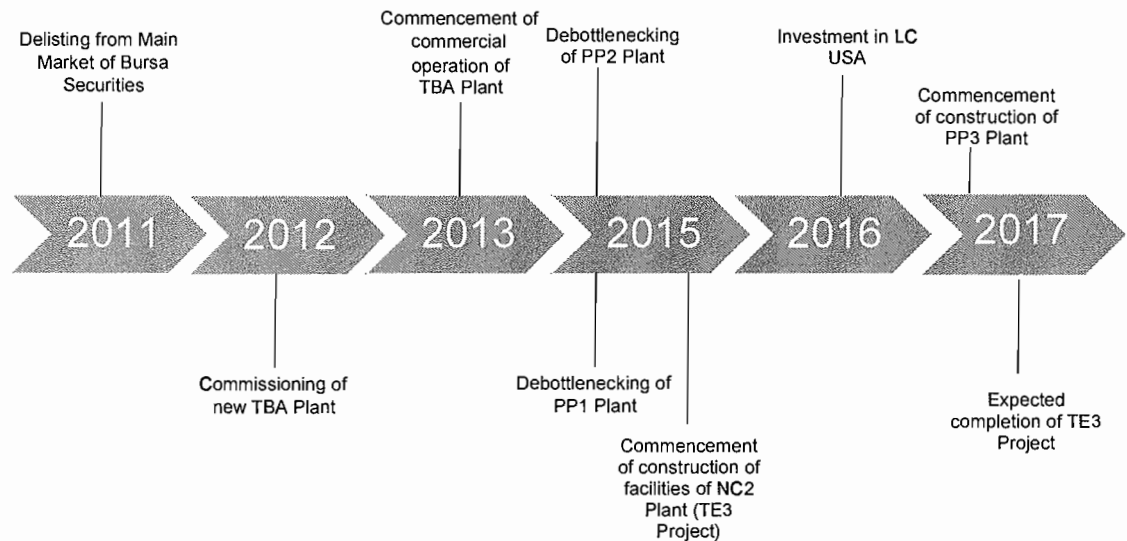 Delisting from Main
Market of Bursa
Securities
Commencement of
commercial
operation of
TBA Plant
Debottlenecking
of PP2 Plant
Investment in LC
USA
Commencement
of construction of
PP3 Plant
2011
2012
2013
2015
2016
2017
Commissioning of
new TBA Plant
Debottlenecking of
PP1 Plant
Commencement
of construction of
facilities of NC2
Plant (TE3
Project)
Expected
completion of TE3
Project